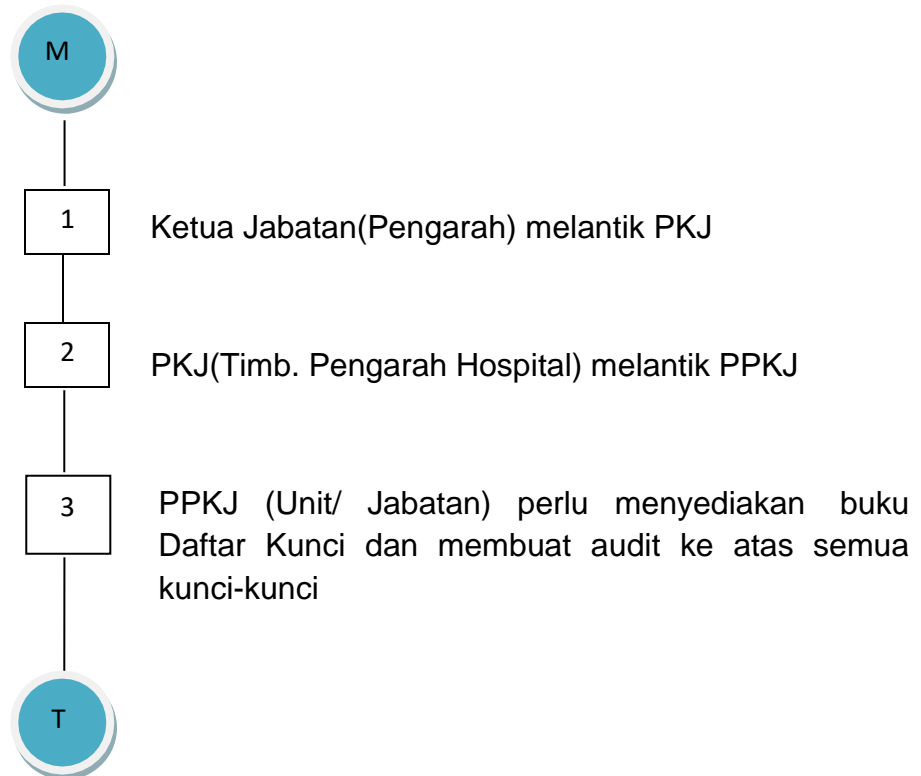 M
1
Ketua Jabatan(Pengarah) melantik PKJ
2
PKJ(Timb. Pengarah Hospital) melantik PPKJ
3
PPKJ (Unit/ Jabatan) perlu menyediakan buku
Daftar Kunci dan membuat audit ke atas semua
kunci-kunci
T